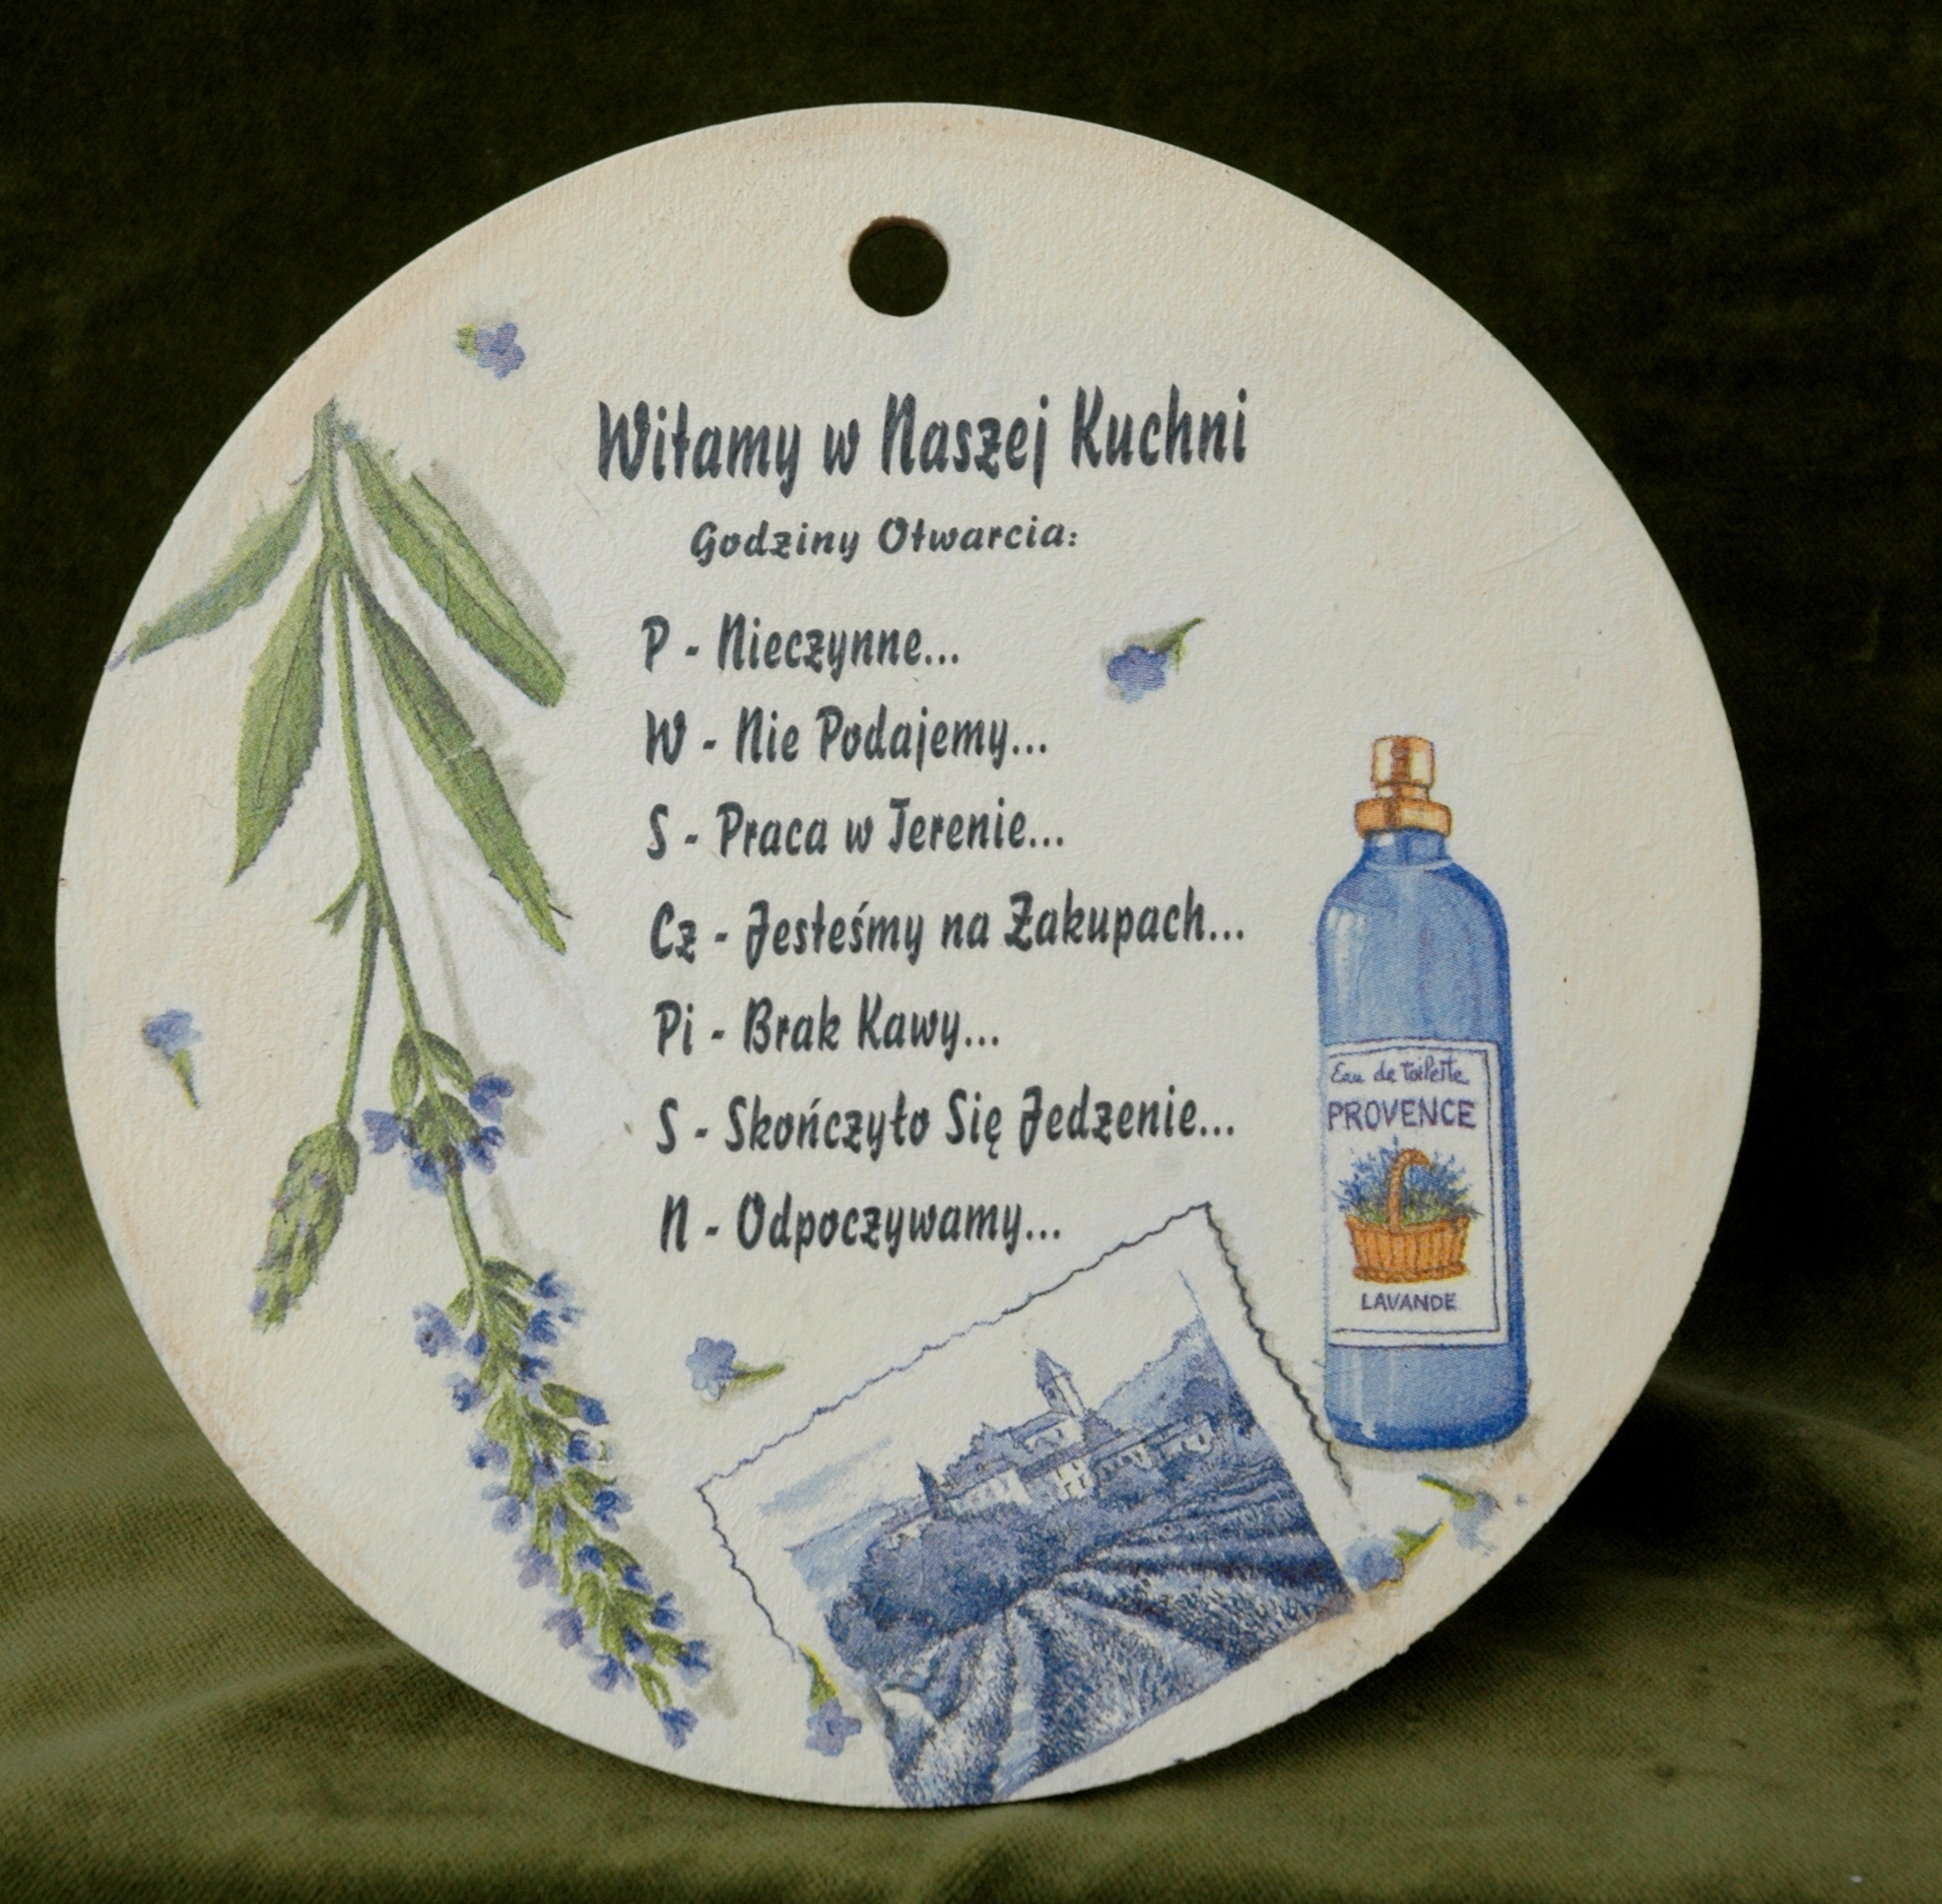 Witamy w Naszej Kuchni
Godziny Otwarcia:
P - Nieczynne...
W - Nie Podajemy...
S - Praca w Terenie...
Cz - Jesteśmy na Zakupach...
Pi - Brak Kawy...
S - Skończyło Się Jedzenie...
N - Odpoczywamy...
Eau de Toilette
PROVENCE
LAVANDE